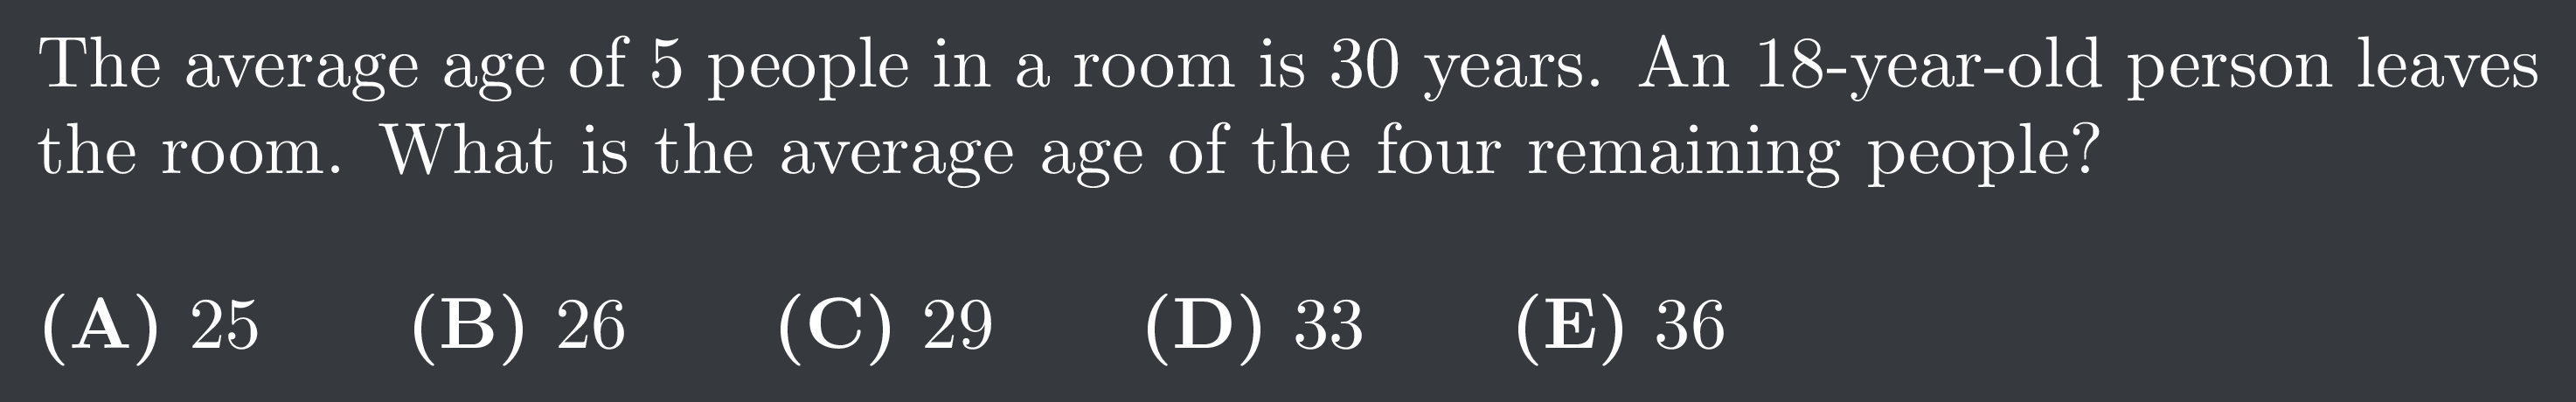 The average age of 5 people in a room is 30 years. An 18-year-old person leaves
the room. What is the average age of the four remaining people?
(A) 25 (B) 26 (C) 29 (D) 33 (E) 36